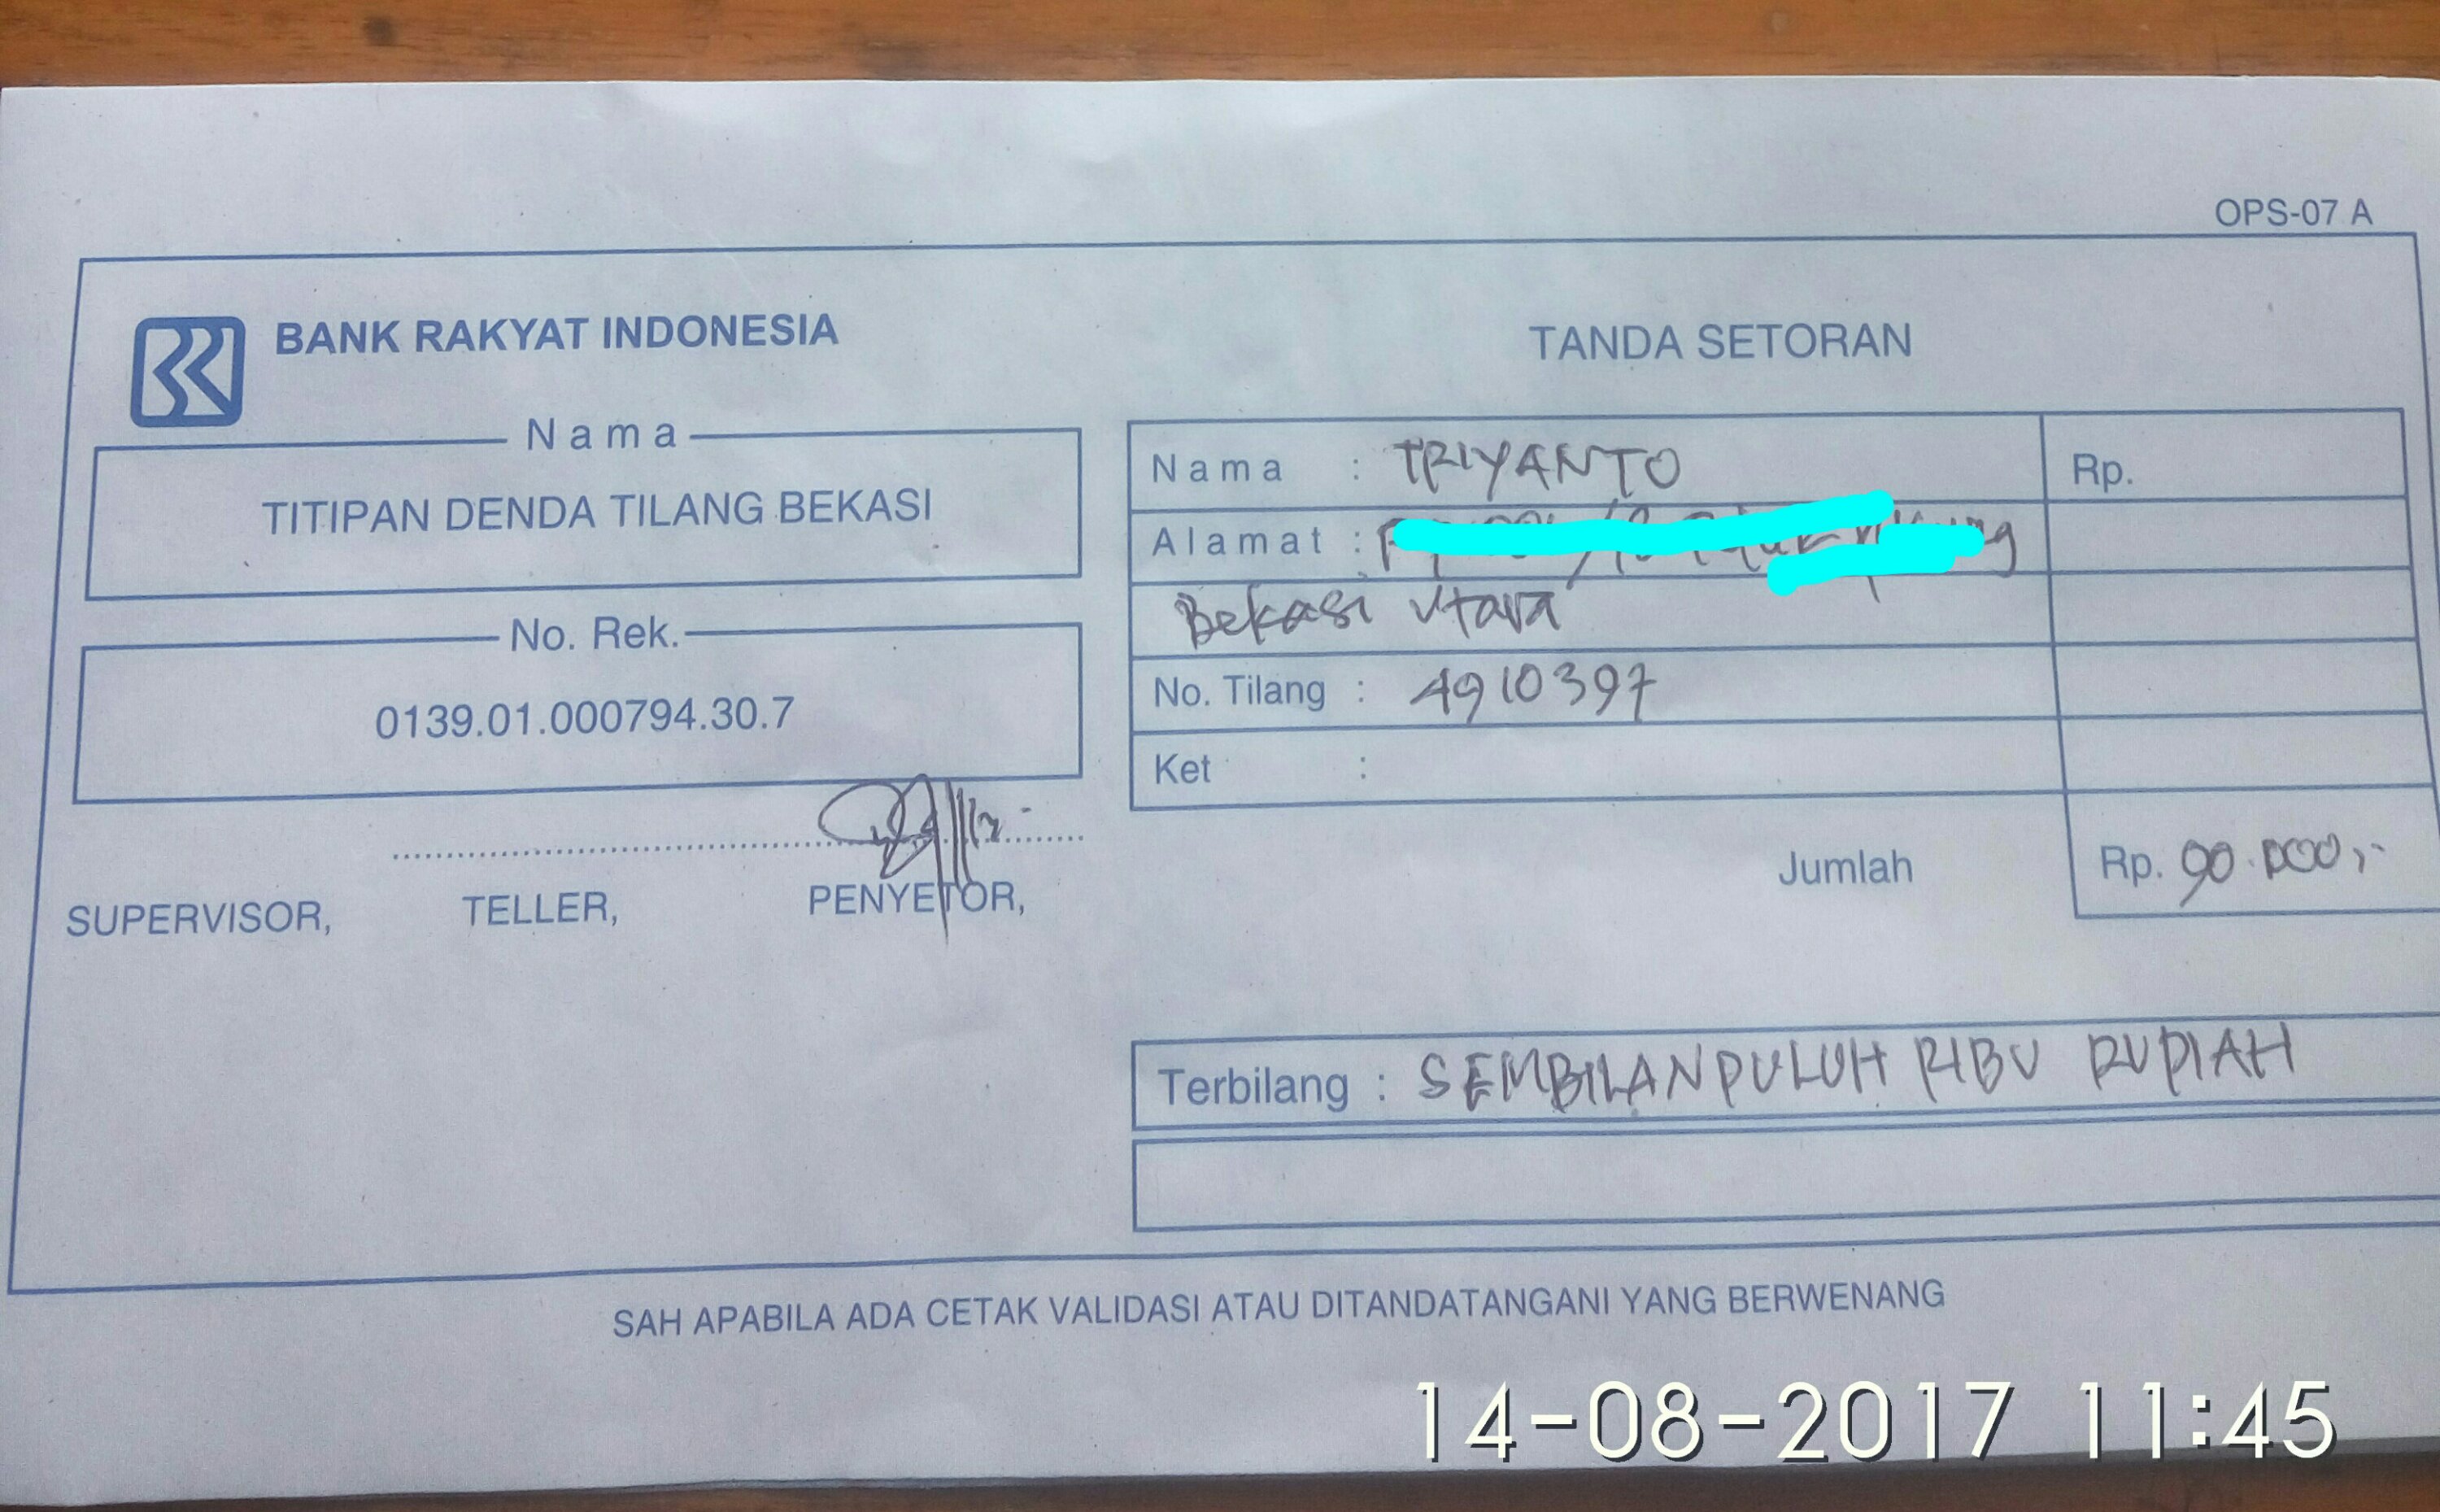 OPS-07 A
BANK RAKYAT INDONESIA
Nama
TITIPAN DENDA TILANG BEKASI
No. Rek.
0139.01.000794.30.7
SUPERVISOR, TELLER, PENYETOR,
TANDA SETORAN
Nama : TRIYANTO Rp.
Alamat :
Bekasi Utara
No. Tilang : 4910397
Ket :
Jumlah Rp. 90.000,-
Terbilang : SEMBILANPULUH RIBU RUPIAH
SAH APABILA ADA CETAK VALIDASI ATAU DITANDATANGANI YANG BERWENANG
14-08-2017 11:45